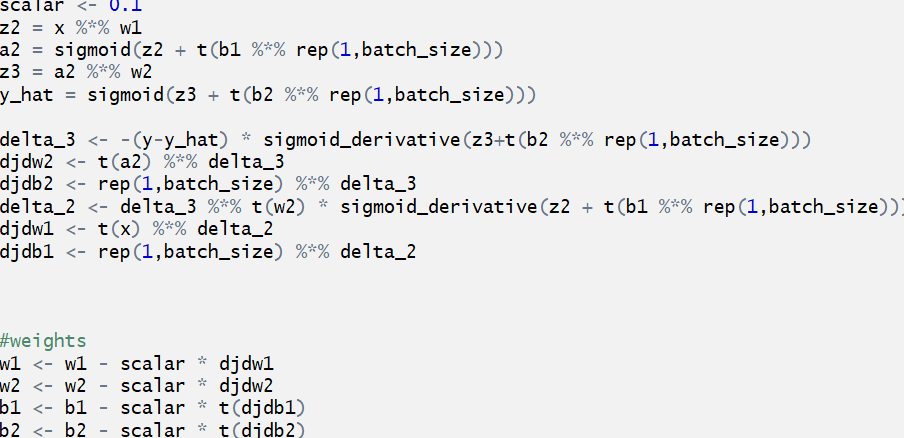 scalar <- 0.1
z2 = x %*% w1
a2 = sigmoid(z2 + t(b1 %*% rep(1,batch_size)))
z3 = a2 %*% w2
y_hat = sigmoid(z3 + t(b2 %*% rep(1,batch_size)))
delta_3 <- -(y-y_hat) * sigmoid_derivative(z3+t(b2 %*% rep(1,batch_size)))
djdw2 <- t(a2) %*% delta_3
djdb2 <- rep(1,batch_size) %*% delta_3
delta_2 <- delta_3 %*% t(w2) * sigmoid_derivative(z2 + t(b1 %*% rep(1,batch_size)))
djdw1 <- t(x) %*% delta_2
djdb1 <- rep(1,batch_size) %*% delta_2
#weights
w1 <- w1 - scalar * djdw1
w2 <- w2 - scalar * djdw2
b1 <- b1 - scalar * t(djdb1)
b2 <- b2 - scalar * t(djdb2)